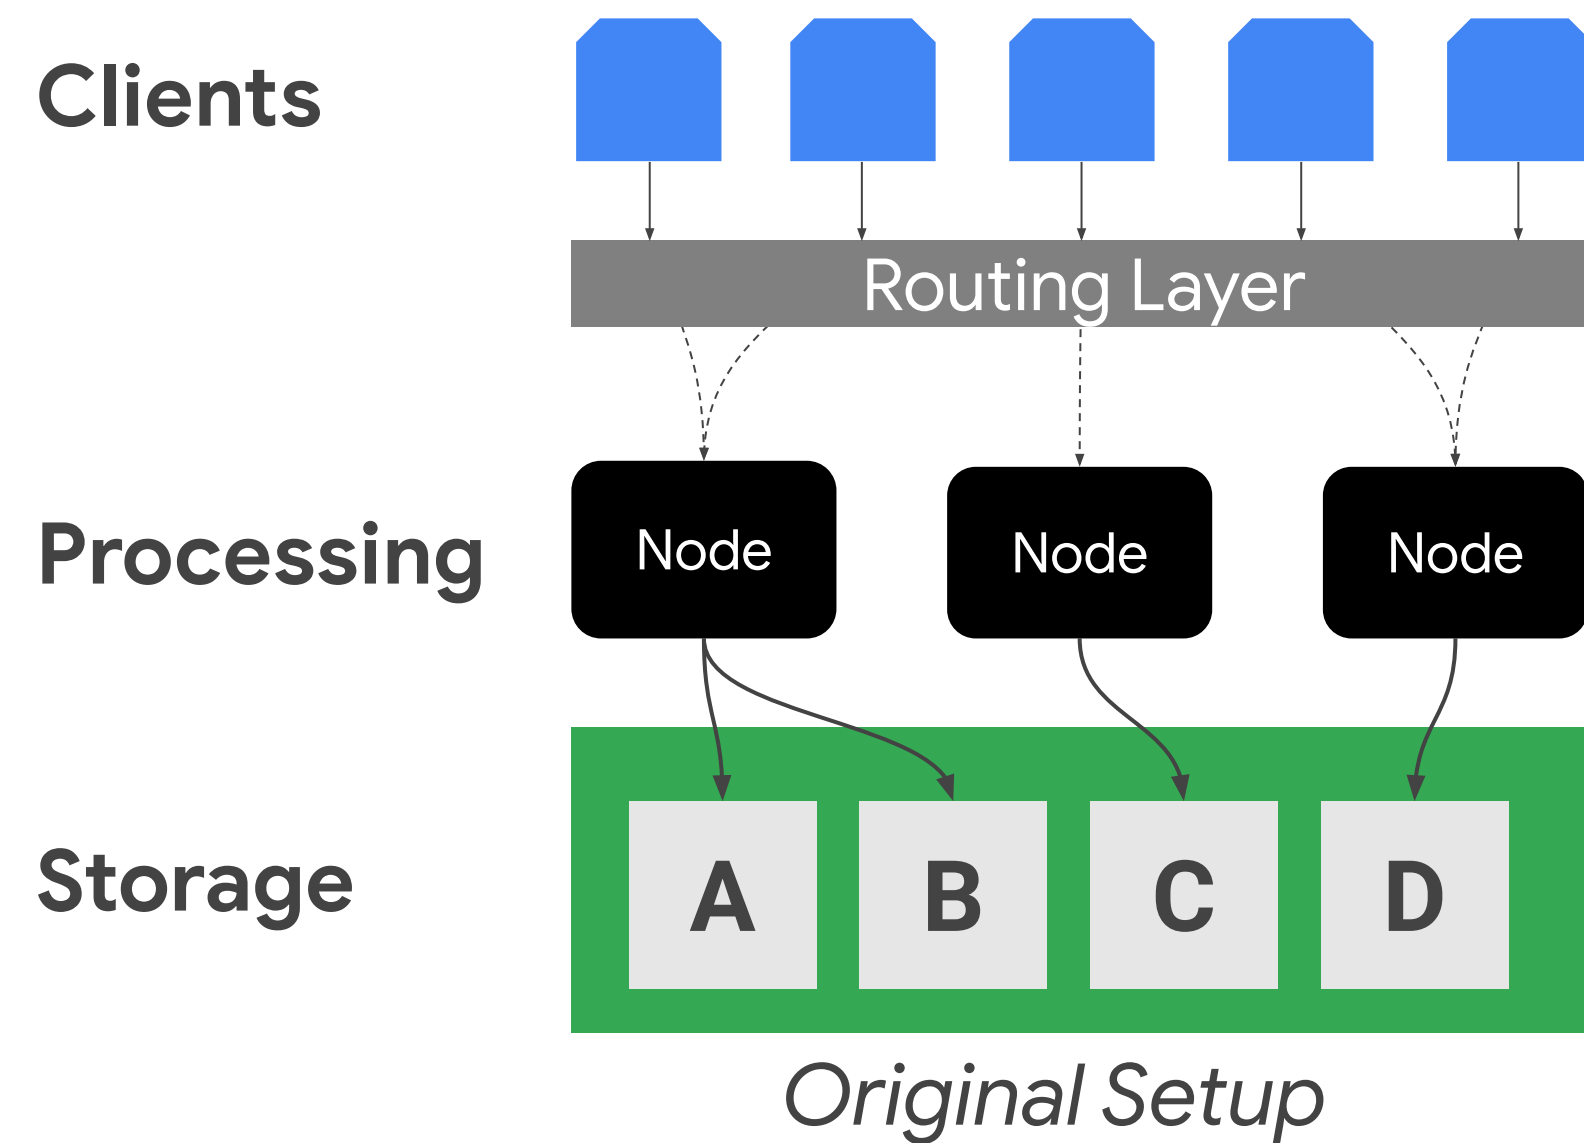 Clients
Routing Layer
Processing
Node
Node
Node
Storage
A
B
C
D
Original Setup